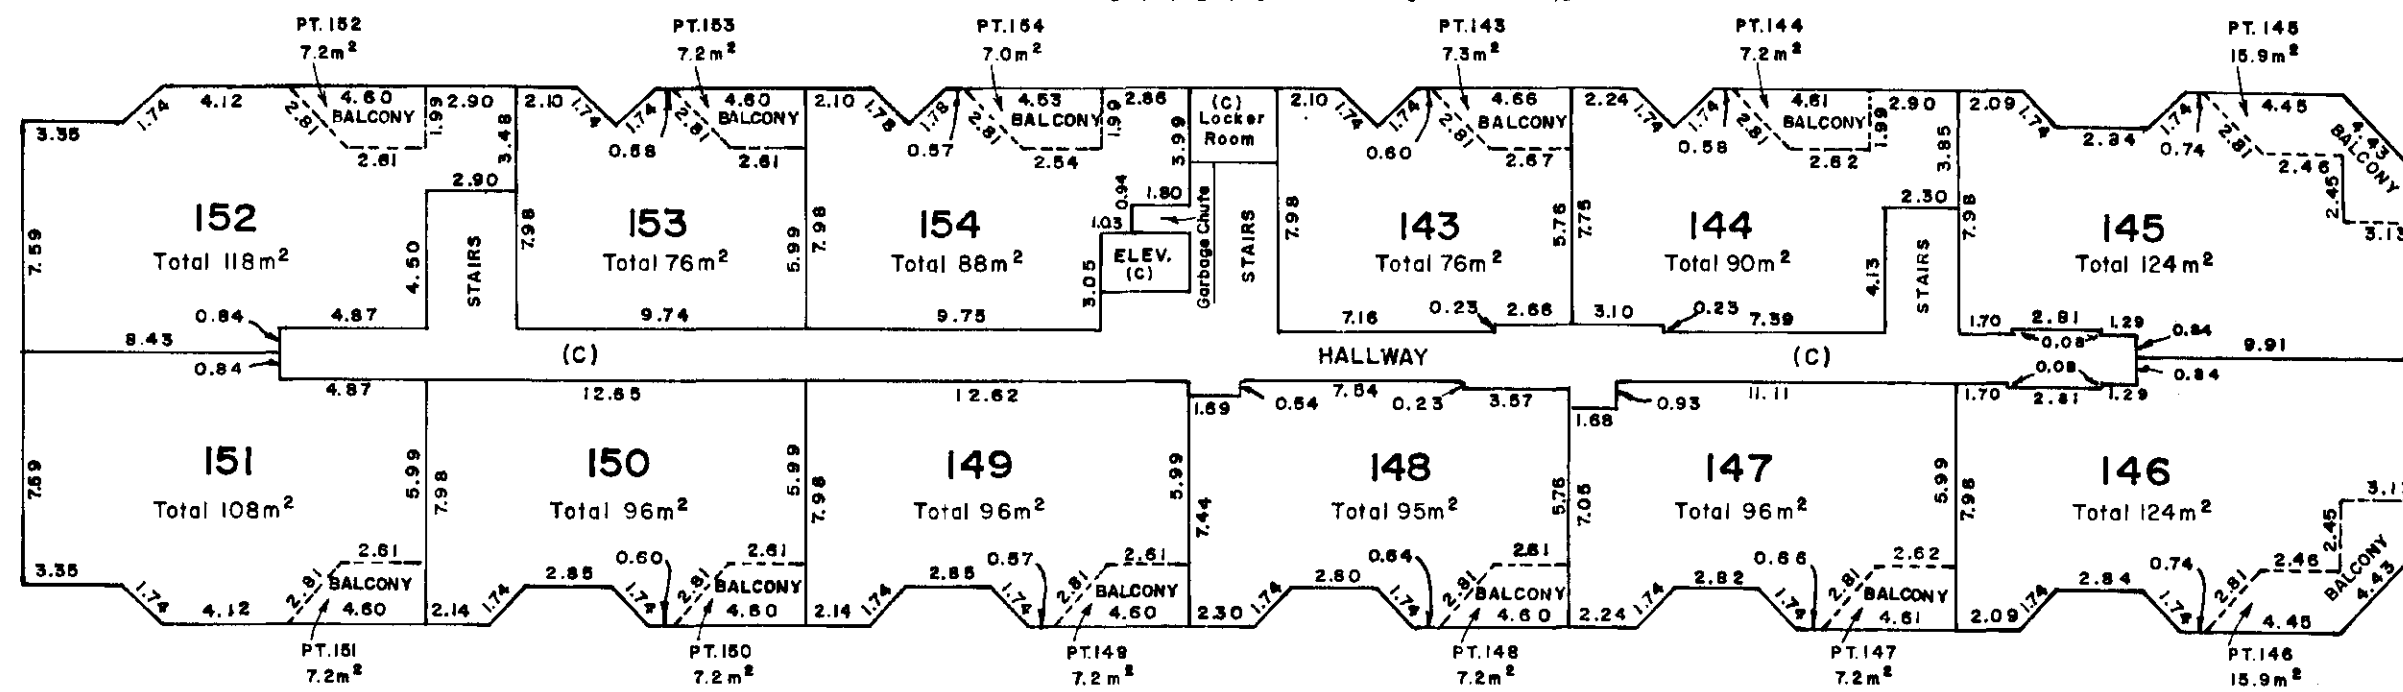 PT.152
7.2m²
PT.153
7.2m²
PT.154
7.0m²
PT.143
7.3m²
PT.144
7.2m²
PT.145
15.9m²
3.35
1.74
4.12
2.81
4.60
BALCONY
1.99
2.61
2.90
3.48
2.10
1.74
1.74
0.58
2.81
4.60
BALCONY
2.61
2.10
1.78
1.78
0.57
2.81
4.53
BALCONY
1.99
2.54
2.86
3.99
(C)
Locker
Room
2.10
1.74
1.74
0.60
2.81
4.66
BALCONY
2.67
2.24
1.74
1.74
0.58
2.81
4.61
BALCONY
1.99
2.62
2.90
3.85
2.09
1.74
2.84
1.74
0.74
2.81
4.45
4.43
BALCONY
2.46
2.45
3.13
7.59
152
Total 118m²
4.50
2.90
STAIRS
7.98
153
Total 76m²
5.99
7.98
154
Total 88m²
0.94
1.80
1.03
ELEV.
(C)
3.05
Garbage Chute
STAIRS
7.98
143
Total 76m²
5.76
7.75
144
Total 90m²
2.30
4.13
STAIRS
7.98
145
Total 124m²
0.84
4.87
9.74
9.75
7.16
0.23
2.66
3.10
0.23
7.39
1.70
2.81
1.29
0.84
8.43
(C)
HALLWAY
(C)
0.08
9.91
0.84
0.08
0.84
4.87
12.65
12.62
1.69
0.54
7.54
0.23
3.57
1.68
0.93
11.11
1.70
2.81
1.29
7.59
151
Total 108m²
5.99
7.98
150
Total 96m²
5.99
7.98
149
Total 96m²
5.99
7.44
148
Total 95m²
5.76
7.05
147
Total 96m²
5.99
7.98
146
Total 124m²
2.45
3.35
1.74
4.12
2.81
2.61
BALCONY
4.60
2.14
1.74
2.85
1.74
0.60
2.81
2.61
BALCONY
4.60
2.14
1.74
2.85
1.74
0.57
2.81
2.61
BALCONY
4.60
2.30
1.74
2.80
1.74
0.64
2.81
2.61
BALCONY
4.60
2.24
1.74
2.82
1.74
0.66
2.81
2.62
BALCONY
4.61
2.09
1.74
2.84
1.74
0.74
2.81
2.46
BALCONY
4.43
4.45
PT.151
7.2m²
PT.150
7.2m²
PT.149
7.2m²
PT.148
7.2m²
PT.147
7.2m²
PT.146
15.9m²